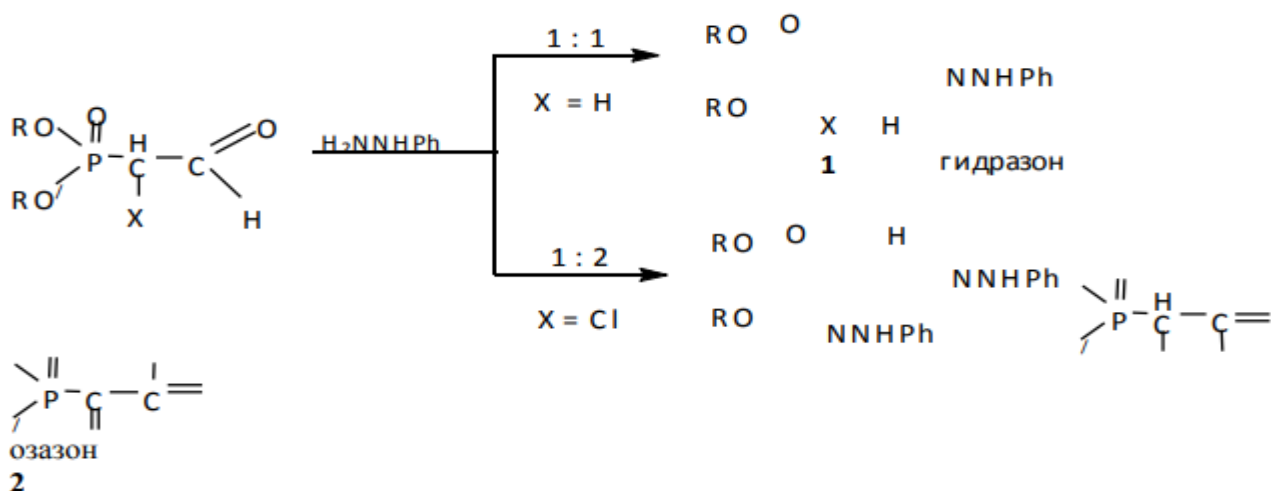 RO O
1 : 1
NNHPh
X = H RO
O
RO H O X H
H₂NNHPh
P C C 1 гидразон
RO
X H
RO O H
1 : 2
NNHPh
X = Cl RO H
NNHPh P C C
P C C
озазон
2